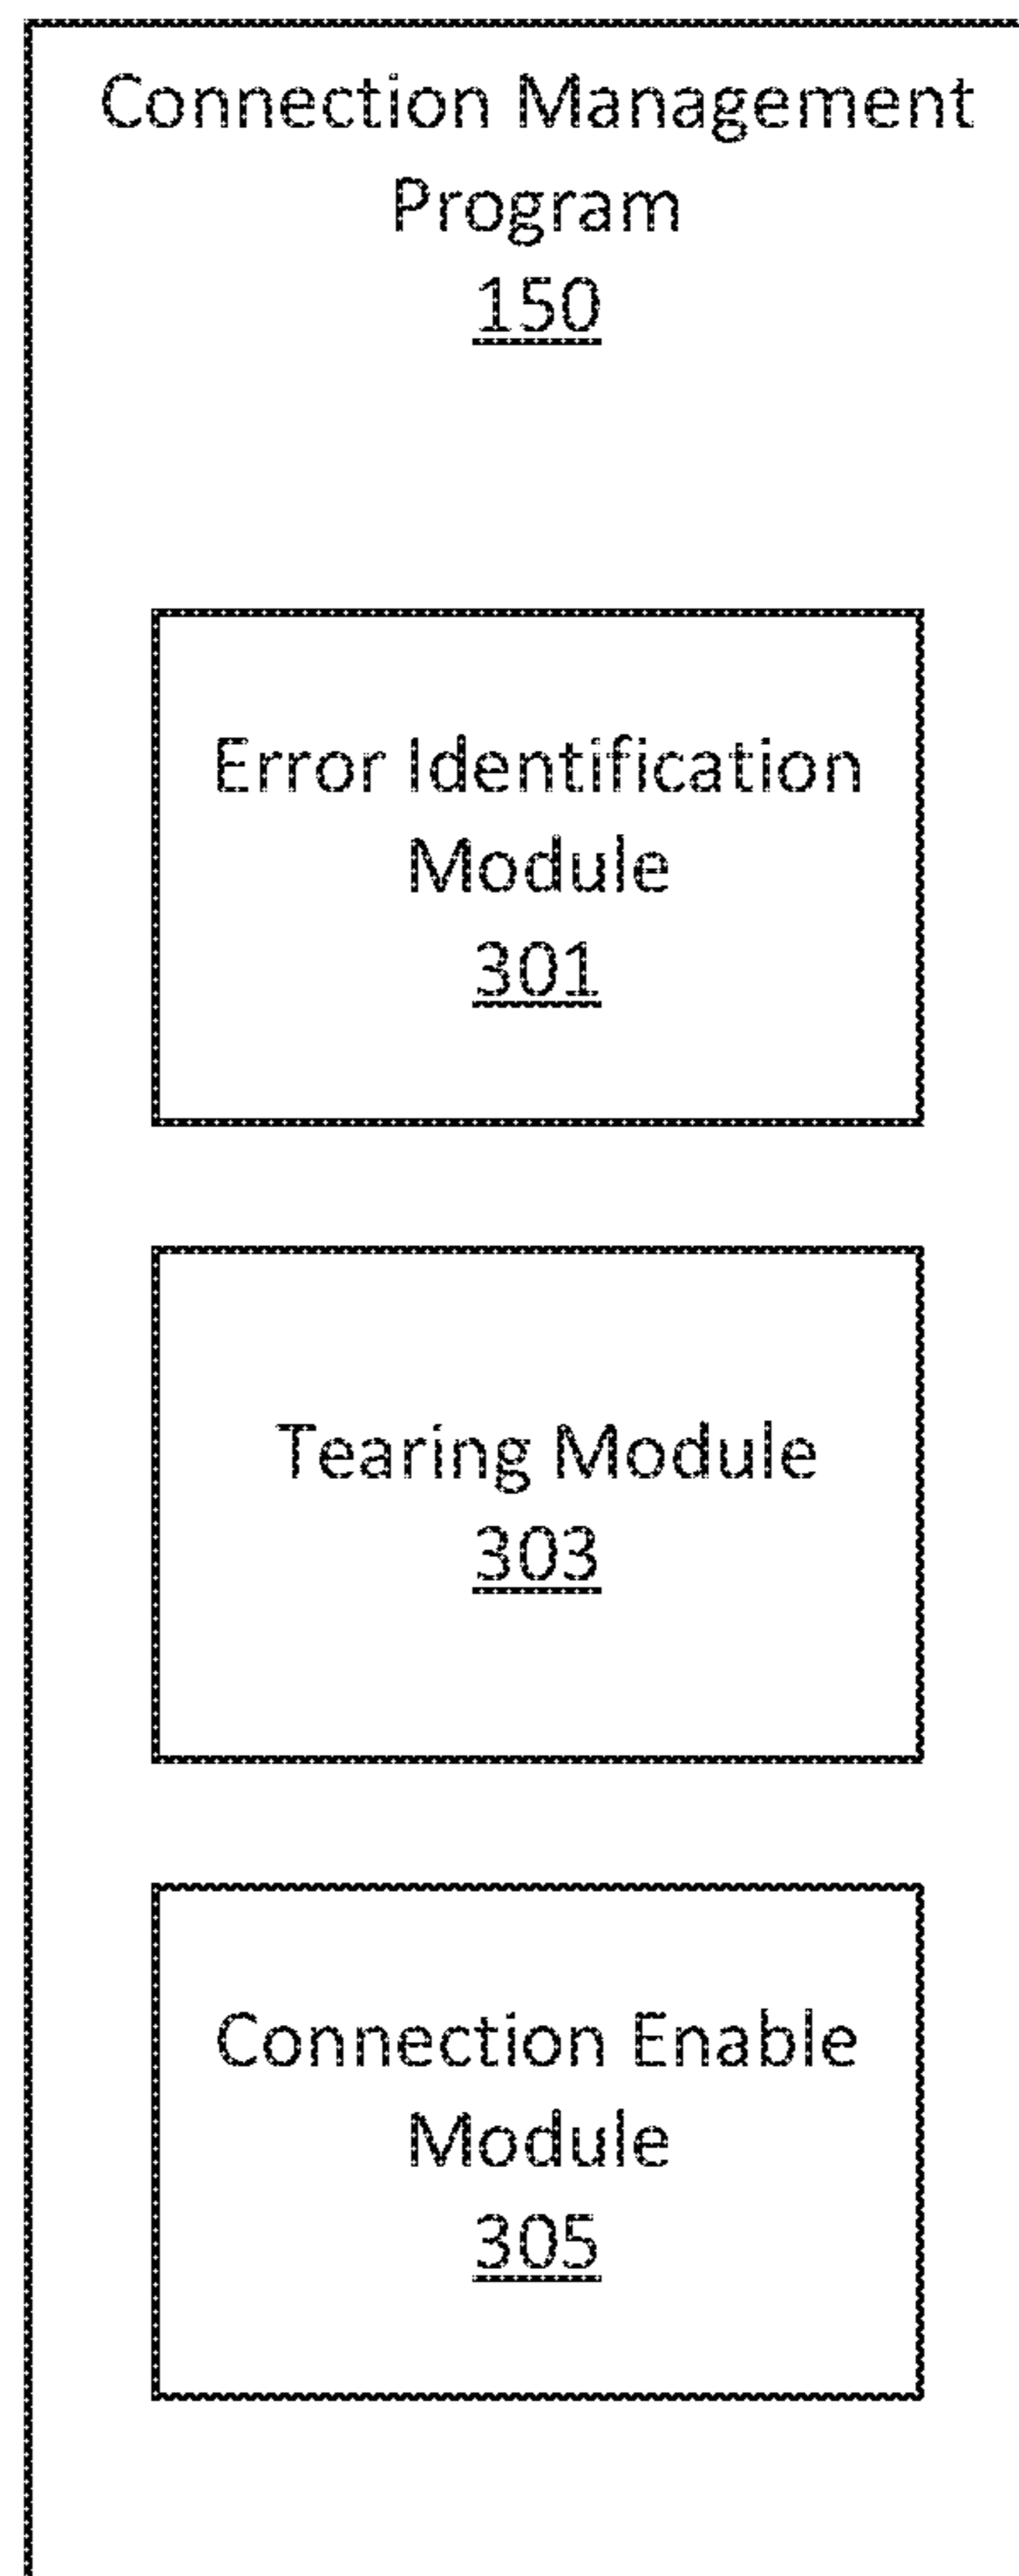 Connection Management
Program
150
Error Identification
Module
301
Tearing Module
303
Connection Enable
Module
305